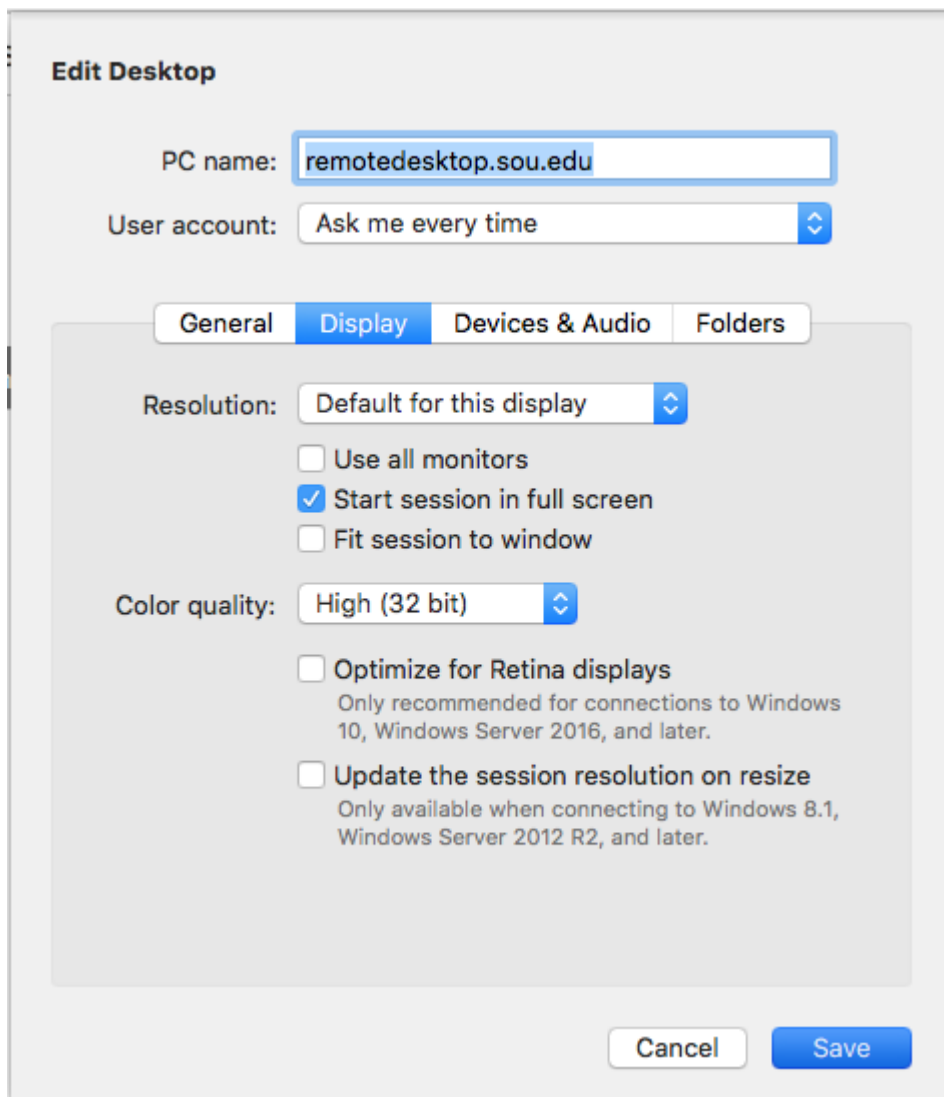 Edit Desktop
PC name: remotedesktop.sou.edu
User account: Ask me every time
General Display Devices & Audio Folders
Resolution: Default for this display
Use all monitors
Start session in full screen
Fit session to window
Color quality: High (32 bit)
Optimize for Retina displays
Only recommended for connections to Windows
10, Windows Server 2016, and later.
Update the session resolution on resize
Only available when connecting to Windows 8.1,
Windows Server 2012 R2, and later.
Cancel Save